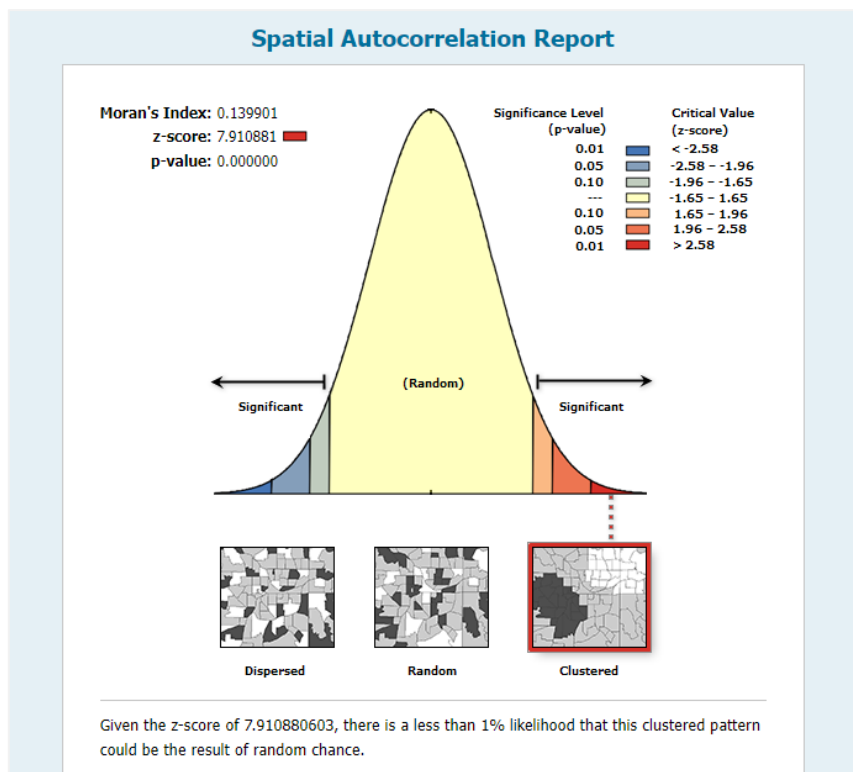 Spatial Autocorrelation Report
Moran's Index: 0.139901
z-score: 7.910881
p-value: 0.000000
Significance Level
(p-value)
Critical Value
(z-score)
0.01 < -2.58
0.05 -2.58 – -1.96
0.10 -1.96 – -1.65
--- -1.65 – 1.65
0.10 1.65 – 1.96
0.05 1.96 – 2.58
0.01 > 2.58
(Random)
Significant
Significant
Dispersed
Random
Clustered
Given the z-score of 7.910880603, there is a less than 1% likelihood that this clustered pattern
could be the result of random chance.